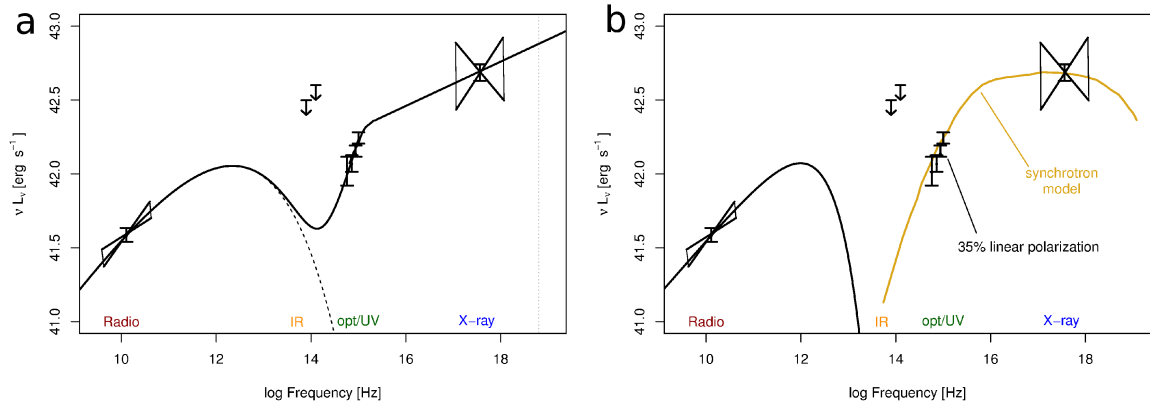 a
43.0
42.5
42.0
41.5
41.0
ν Lν [erg s⁻¹]
Radio
IR
opt/UV
X−ray
10
12
14
16
18
log Frequency [Hz]
b
43.0
42.5
42.0
41.5
41.0
ν Lν [erg s⁻¹]
synchrotron
model
35% linear polarization
Radio
IR
opt/UV
X−ray
10
12
14
16
18
log Frequency [Hz]